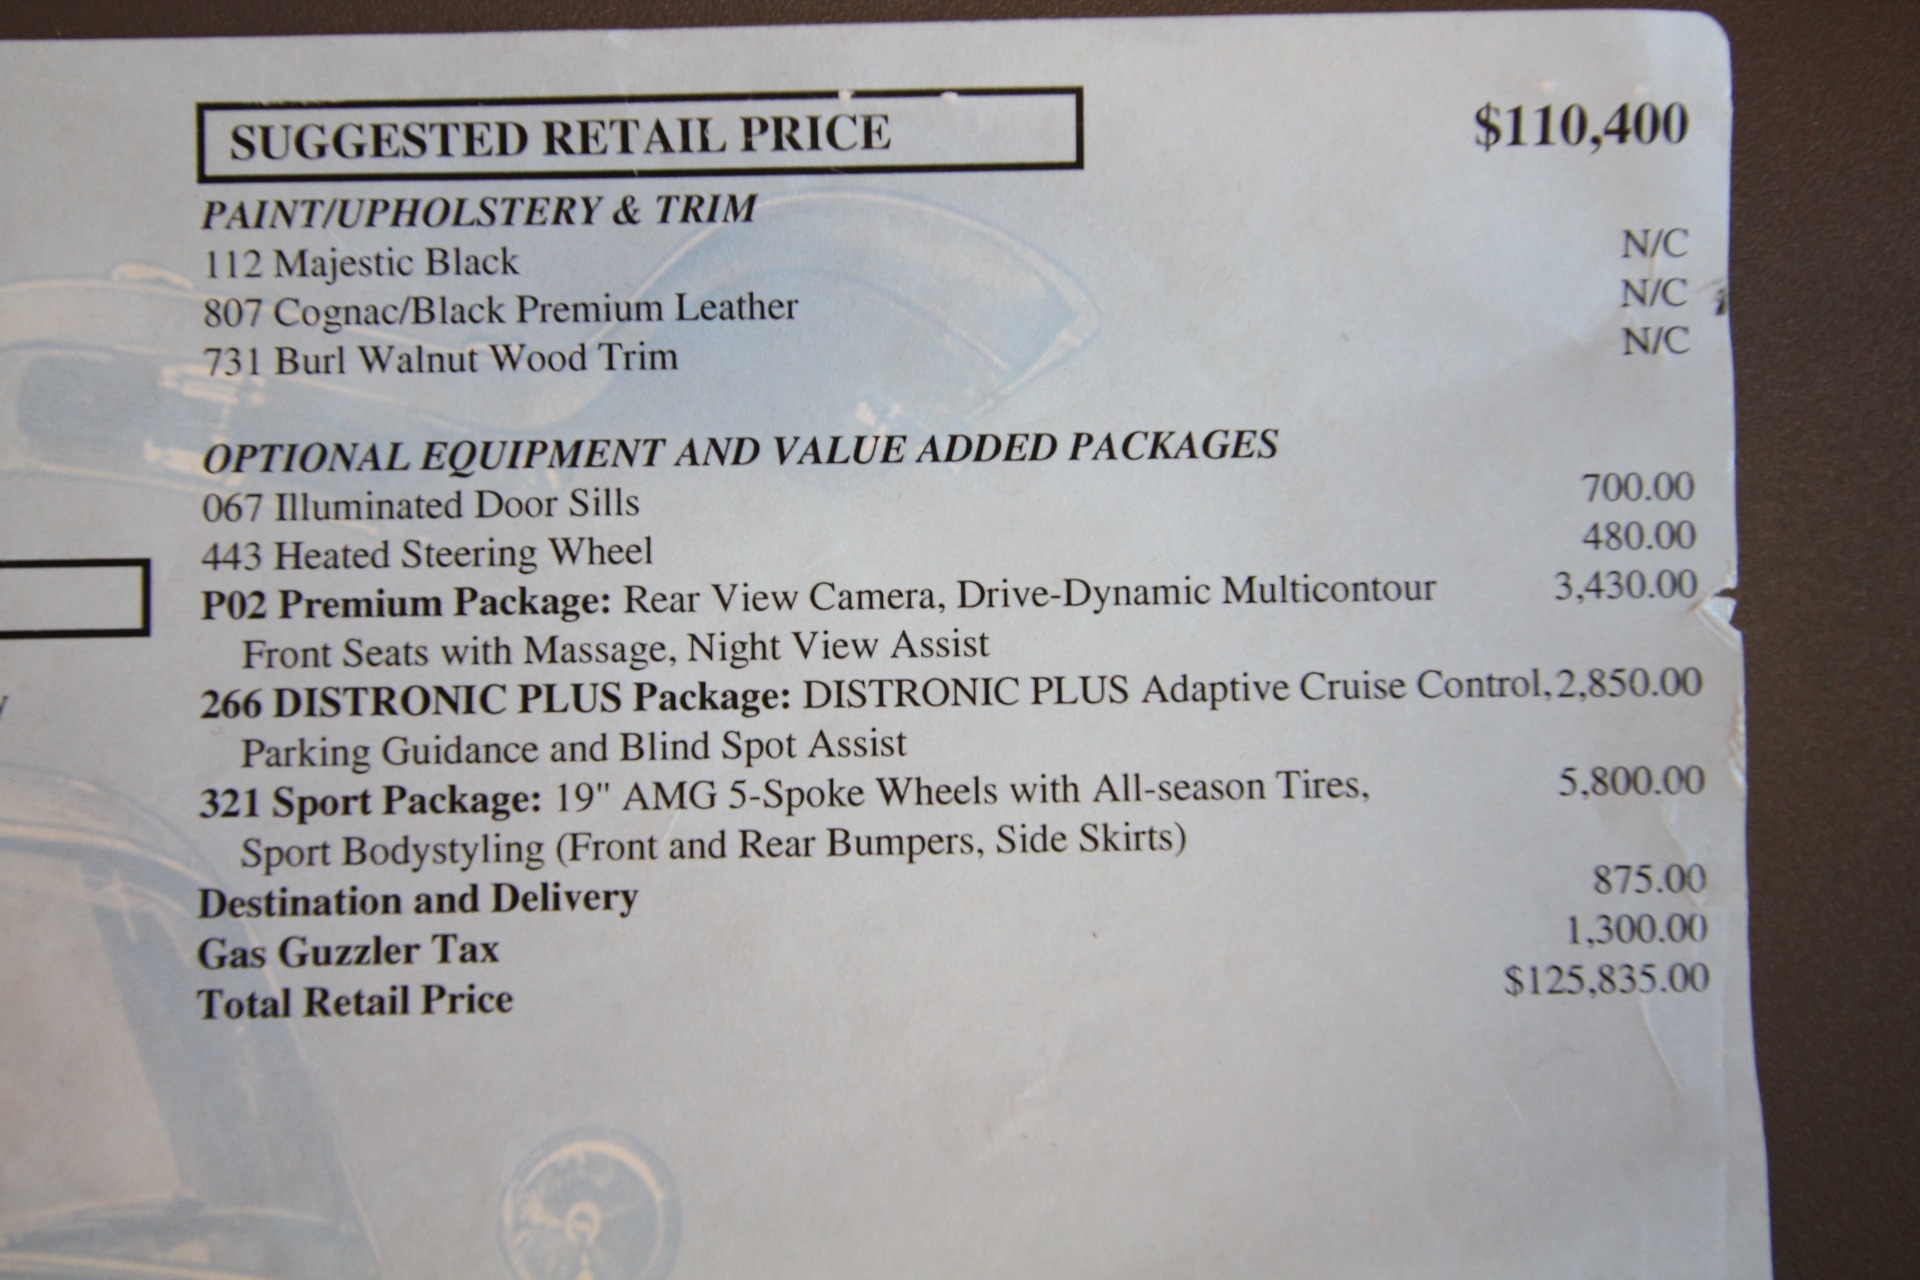 SUGGESTED RETAIL PRICE $110,400
PAINT/UPHOLSTERY & TRIM
112 Majestic Black N/C
807 Cognac/Black Premium Leather N/C
731 Burl Walnut Wood Trim N/C
OPTIONAL EQUIPMENT AND VALUE ADDED PACKAGES
067 Illuminated Door Sills 700.00
443 Heated Steering Wheel 480.00
P02 Premium Package: Rear View Camera, Drive-Dynamic Multicontour 3,430.00
Front Seats with Massage, Night View Assist
266 DISTRONIC PLUS Package: DISTRONIC PLUS Adaptive Cruise Control, 2,850.00
Parking Guidance and Blind Spot Assist
321 Sport Package: 19" AMG 5-Spoke Wheels with All-season Tires, 5,800.00
Sport Bodystyling (Front and Rear Bumpers, Side Skirts)
Destination and Delivery 875.00
Gas Guzzler Tax 1,300.00
Total Retail Price $125,835.00